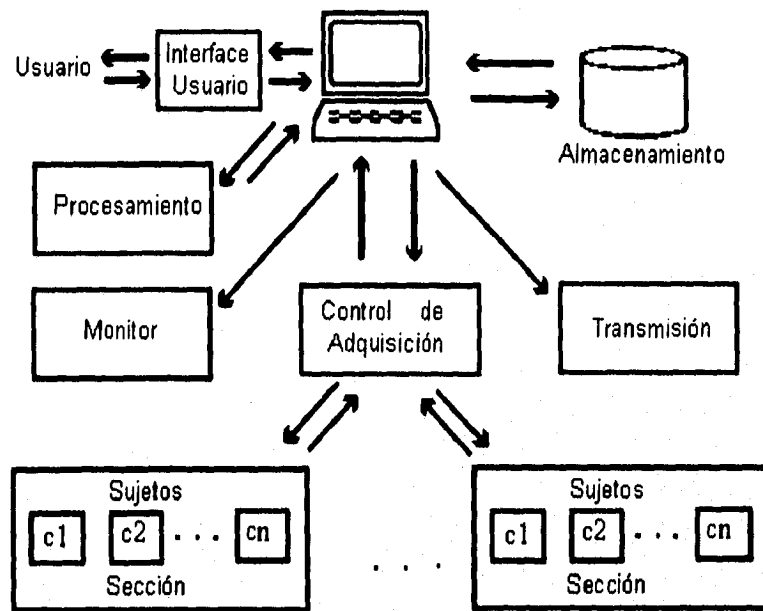 Usuario
Interface
Usuario
Almacenamiento
Procesamiento
Monitor
Control de
Adquisición
Transmisión
Sujetos
c1 c2 . . . cn
Sección
. . .
Sujetos
c1 c2 . . . cn
Sección